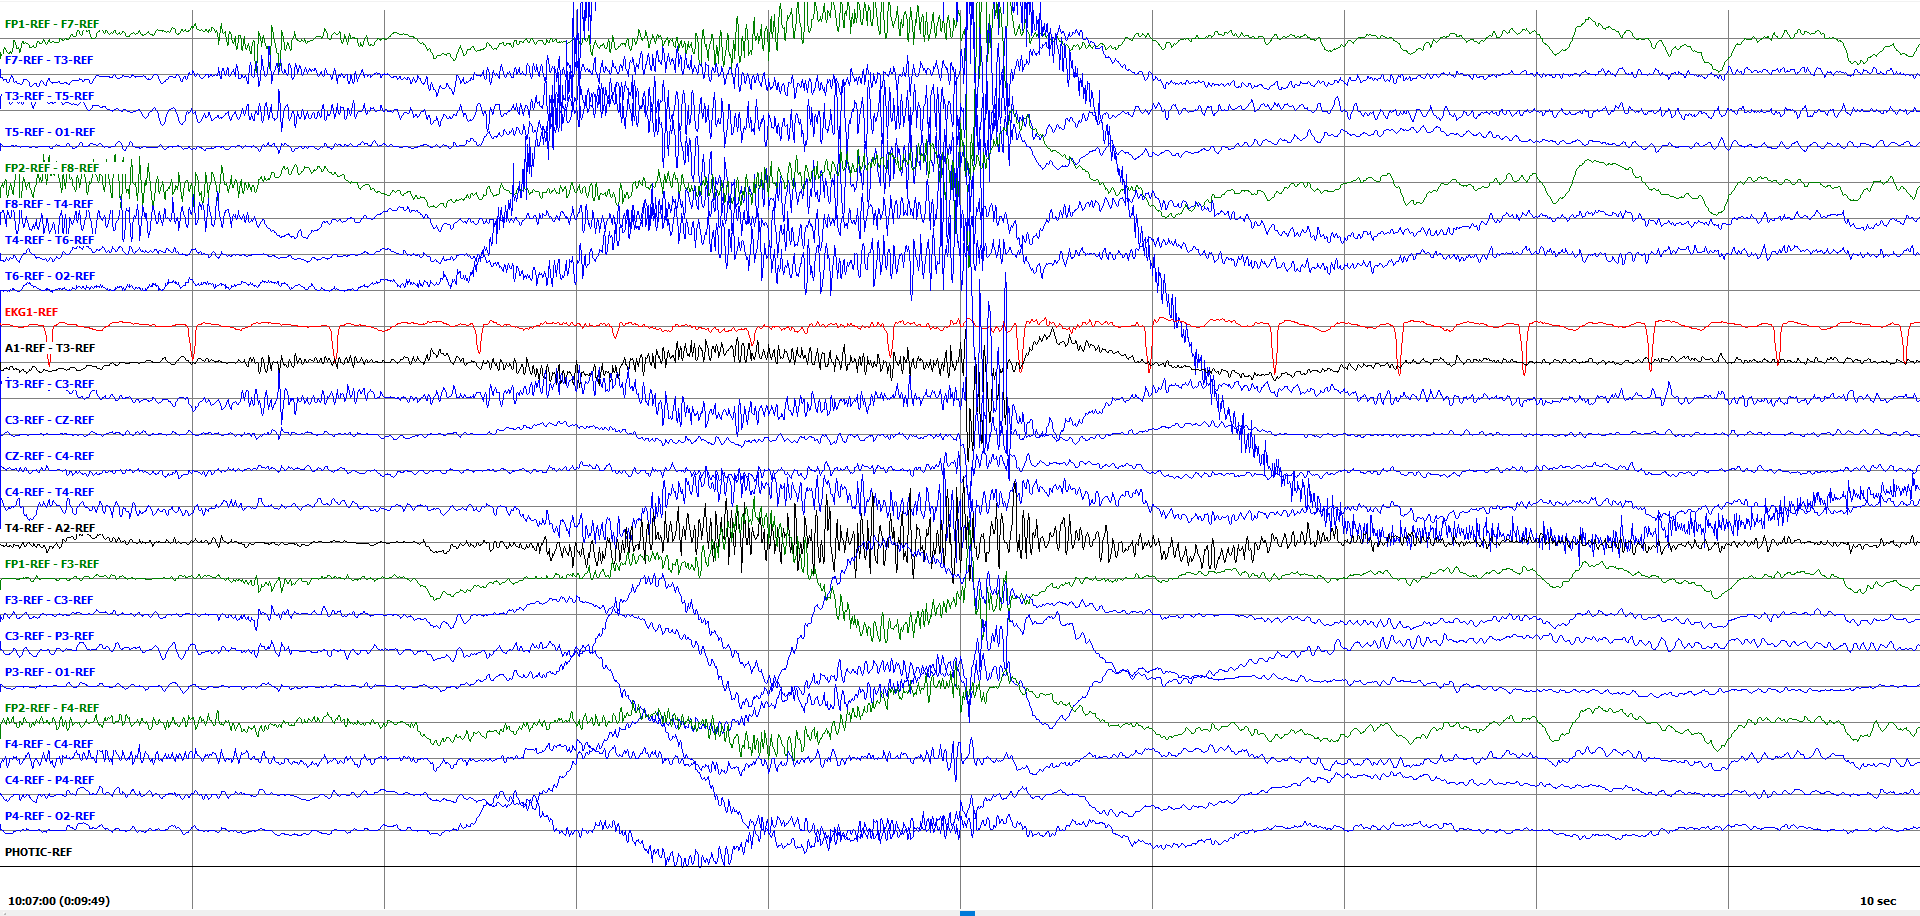 FP1-REF - F7-REF
F7-REF - T3-REF
T3-REF - T5-REF
T5-REF - O1-REF
FP2-REF - F8-REF
F8-REF - T4-REF
T4-REF - T6-REF
T6-REF - O2-REF
EKG1-REF
A1-REF - T3-REF
T3-REF - C3-REF
C3-REF - CZ-REF
CZ-REF - C4-REF
C4-REF - T4-REF
T4-REF - A2-REF
FP1-REF - F3-REF
F3-REF - C3-REF
C3-REF - P3-REF
P3-REF - O1-REF
FP2-REF - F4-REF
F4-REF - C4-REF
C4-REF - P4-REF
P4-REF - O2-REF
PHOTIC-REF
10:07:00 (0:09:49) 10 sec